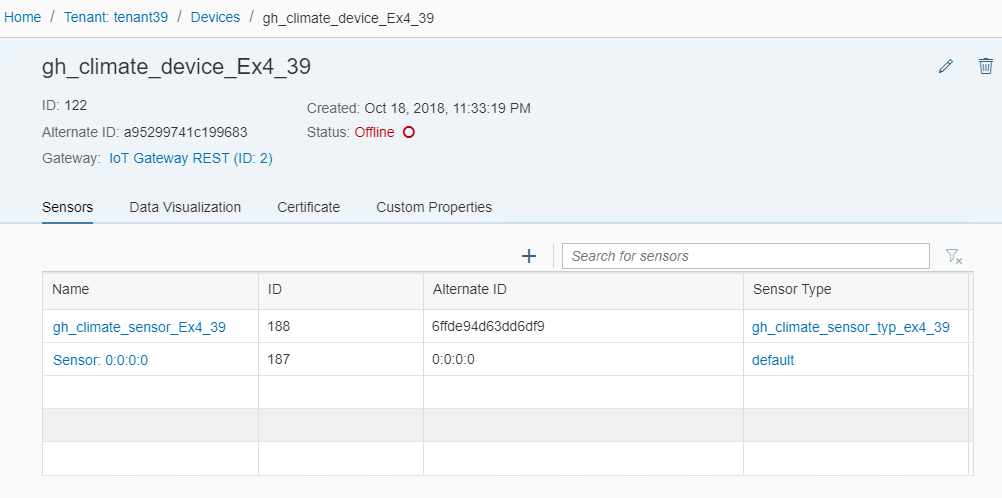 Home / Tenant: tenant39 / Devices / gh_climate_device_Ex4_39
gh_climate_device_Ex4_39
ID: 122
Created: Oct 18, 2018, 11:33:19 PM
Alternate ID: a95299741c199683
Status: Offline
Gateway: IoT Gateway REST (ID: 2)
Sensors Data Visualization Certificate Custom Properties
Search for sensors
Name ID Alternate ID Sensor Type
gh_climate_sensor_Ex4_39 188 6ffde94d63dd6df9 gh_climate_sensor_typ_ex4_39
Sensor: 0:0:0:0 187 0:0:0:0 default